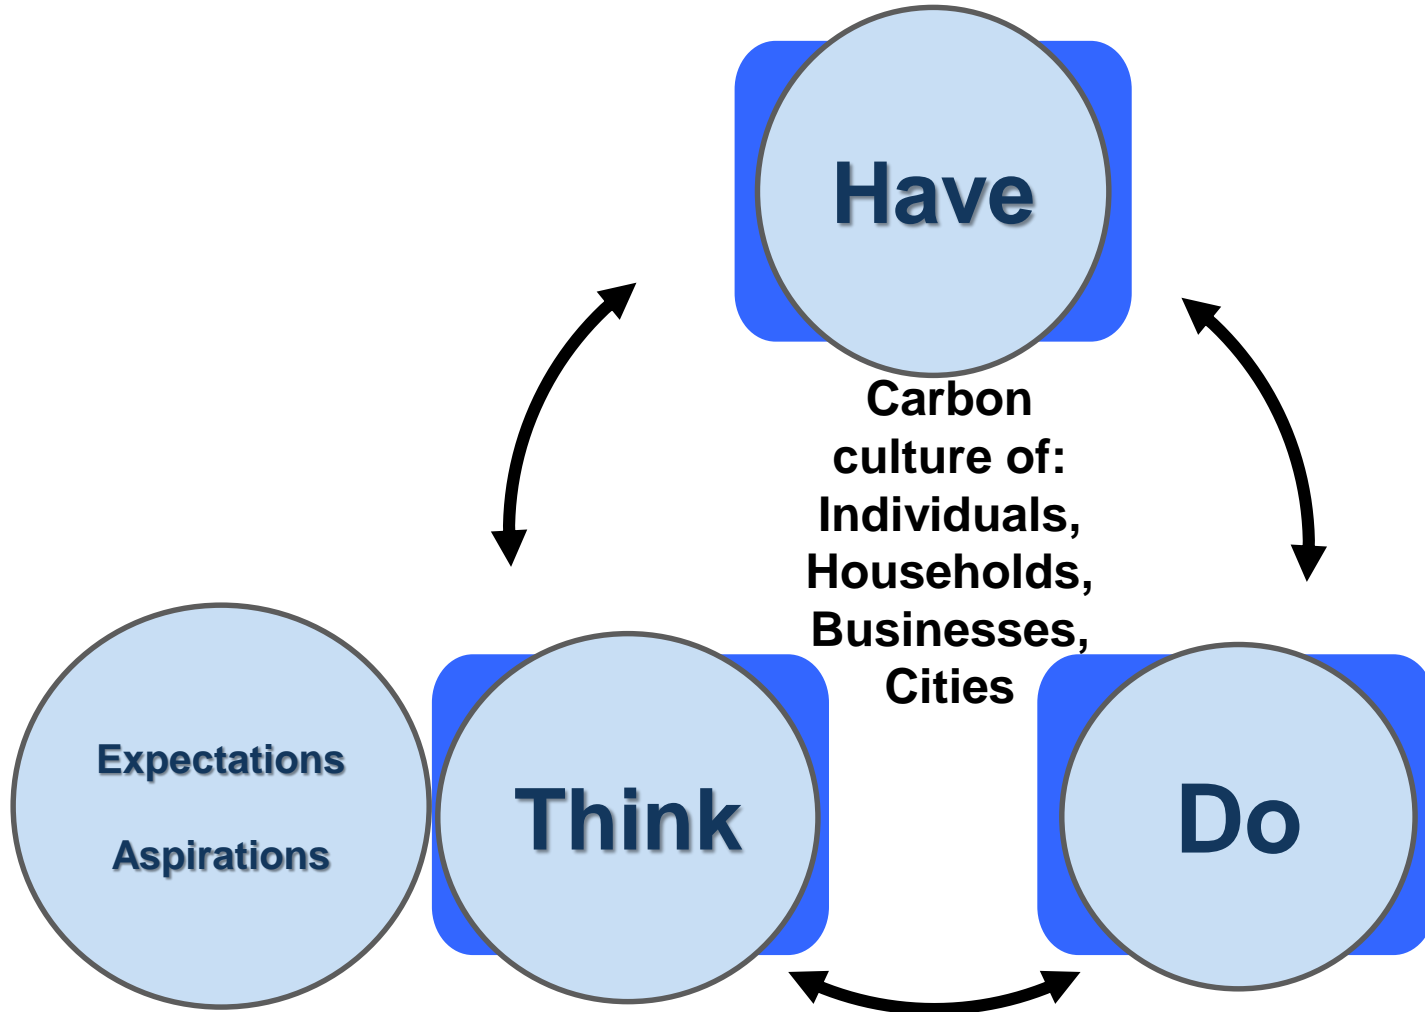 Have
Carbon
culture of:
Individuals,
Households,
Businesses,
Cities
Expectations
Aspirations
Think
Do